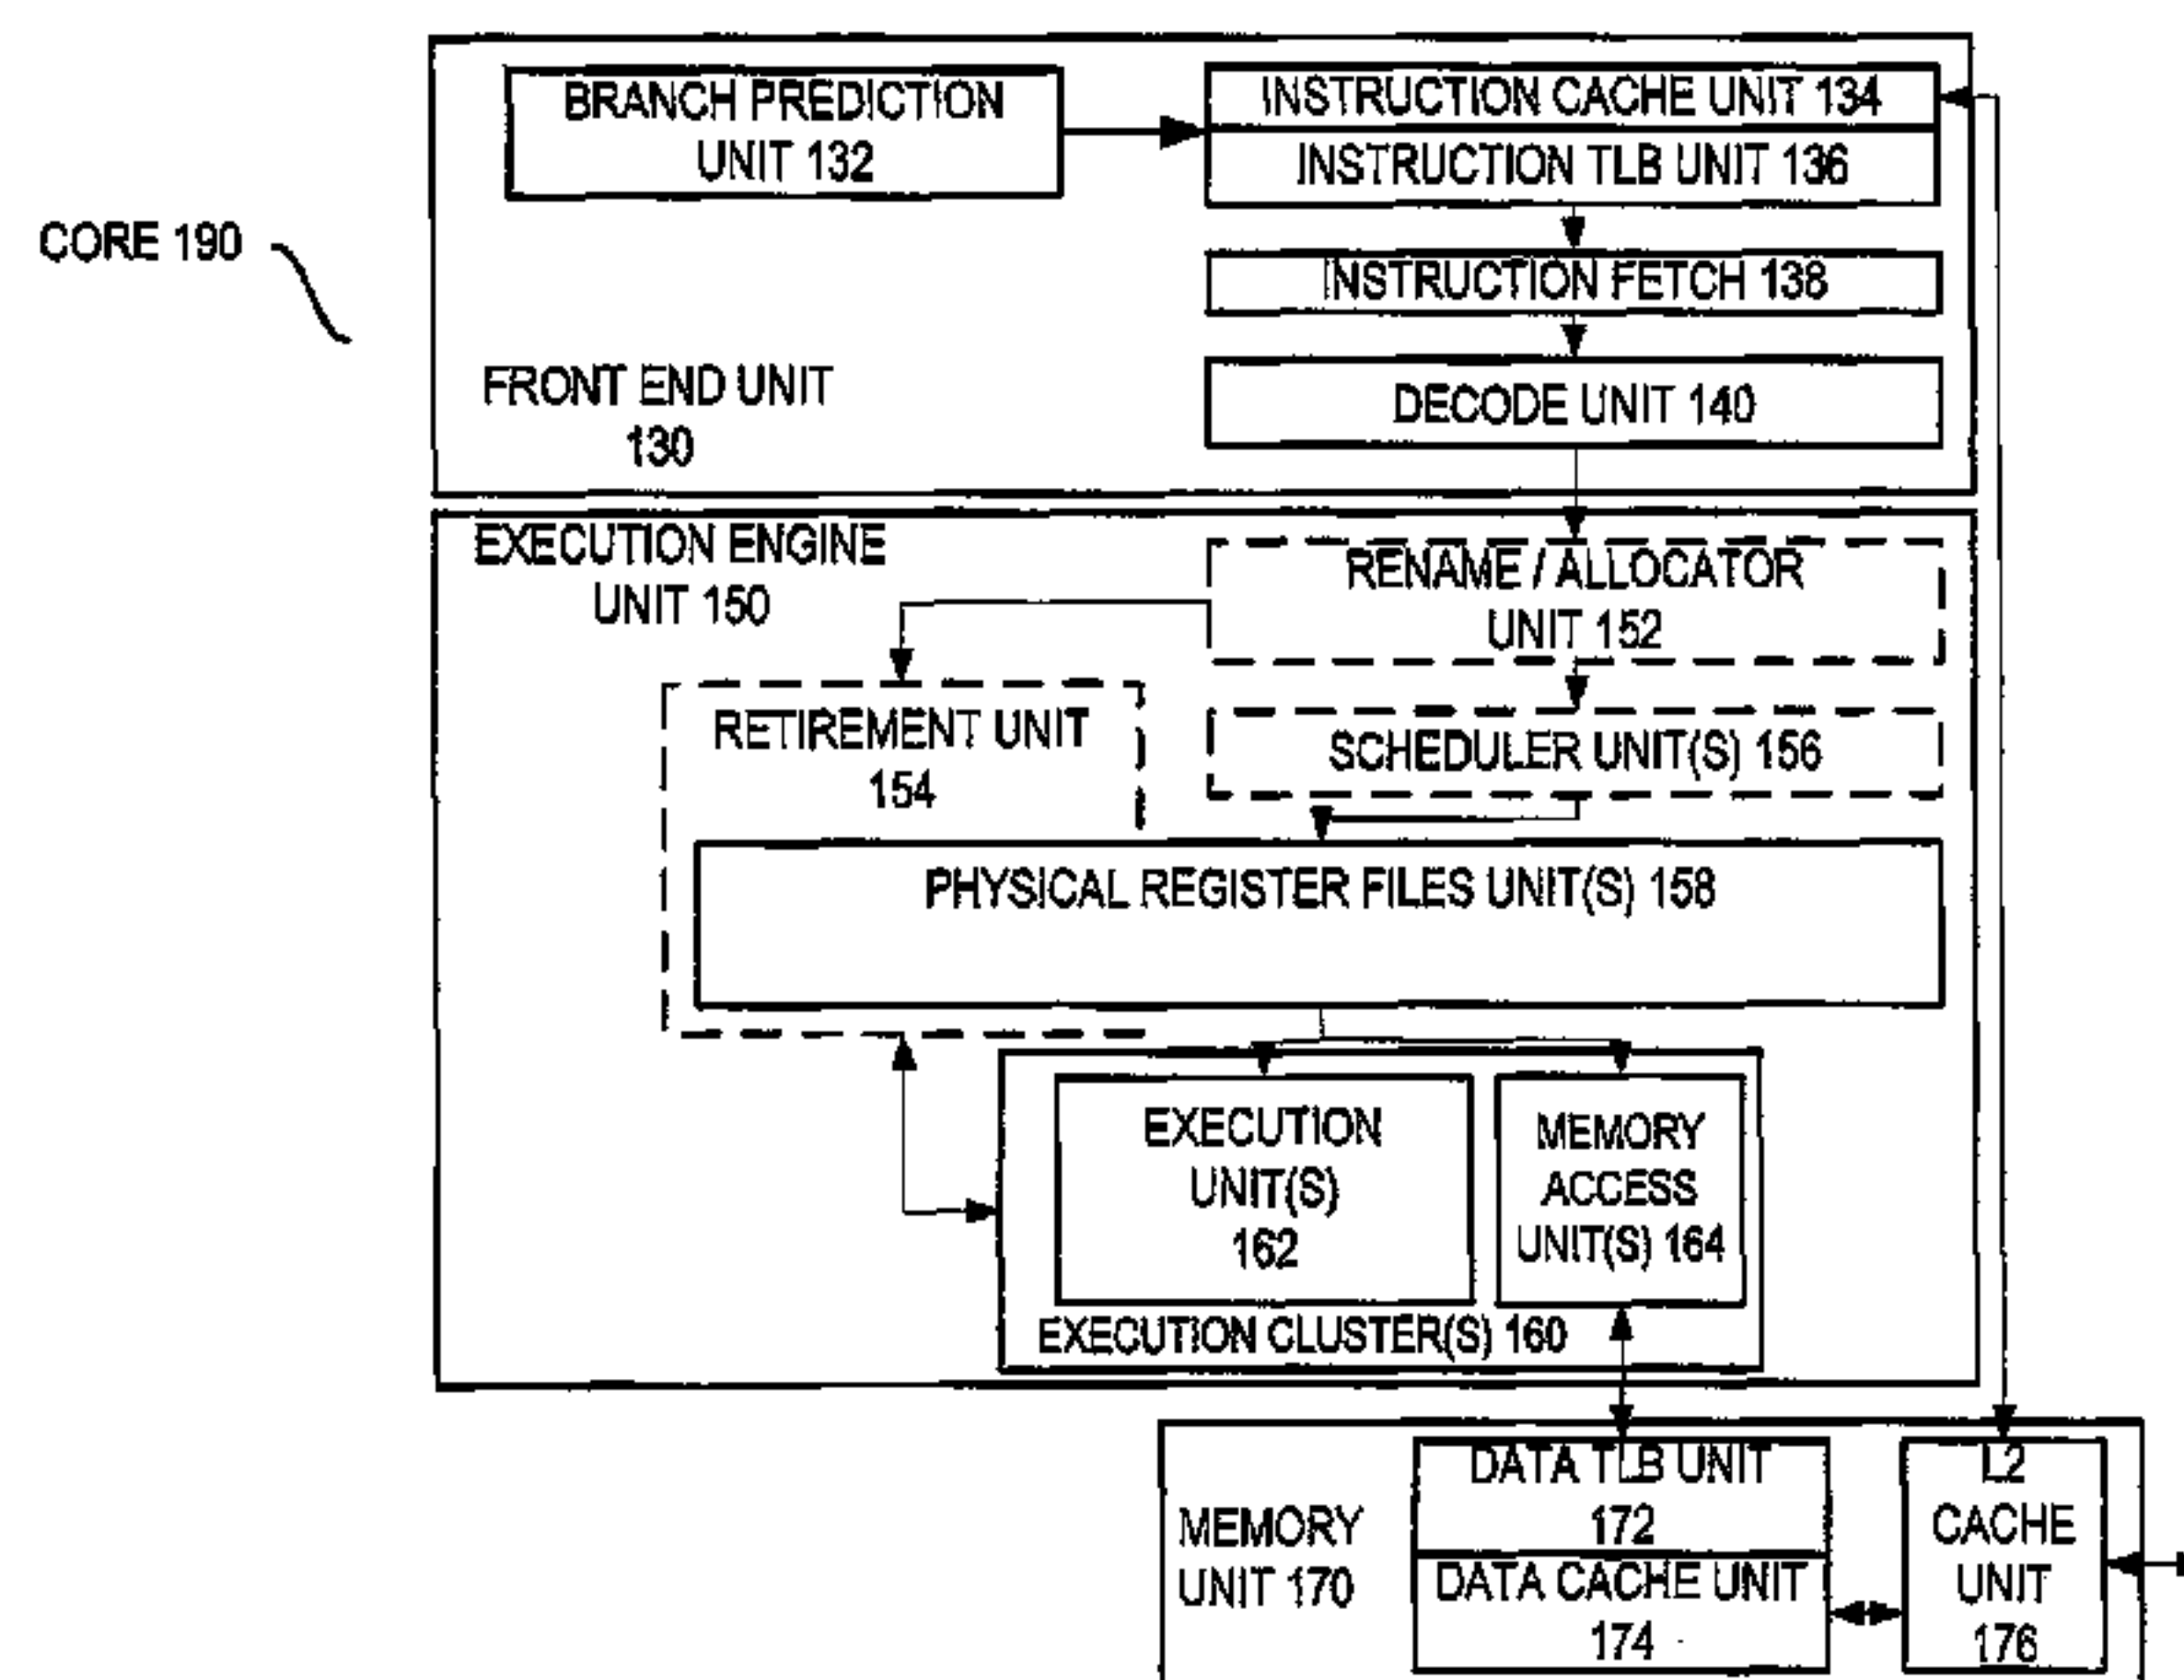 BRANCH PREDICTION
UNIT 132
INSTRUCTION CACHE UNIT 134
INSTRUCTION TLB UNIT 136
CORE 190
INSTRUCTION FETCH 138
FRONT END UNIT
130
DECODE UNIT 140
EXECUTION ENGINE
UNIT 150
RENAME / ALLOCATOR
UNIT 152
RETIREMENT UNIT
154
SCHEDULER UNIT(S) 156
PHYSICAL REGISTER FILES UNIT(S) 158
EXECUTION
UNIT(S)
162
MEMORY
ACCESS
UNIT(S) 164
EXECUTION CLUSTER(S) 160
MEMORY
UNIT 170
DATA TLB UNIT
172
DATA CACHE UNIT
174
L2
CACHE
UNIT
176